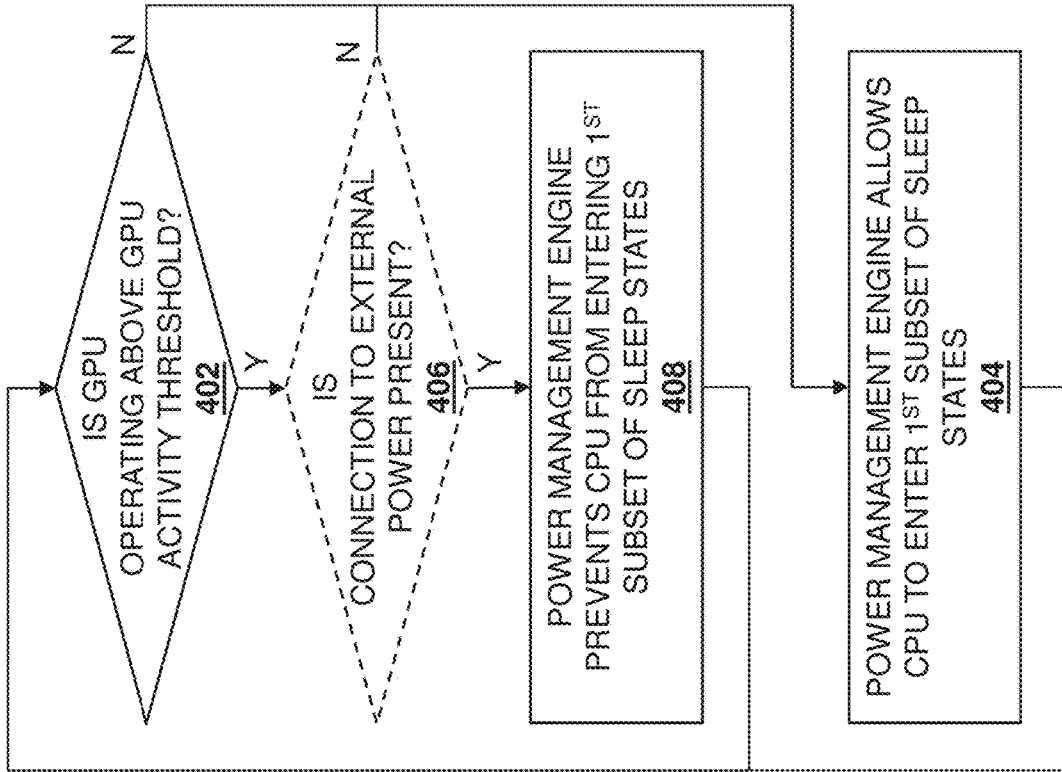 IS GPU
OPERATING ABOVE GPU
ACTIVITY THRESHOLD?
402
N
Y
IS
CONNECTION TO EXTERNAL
POWER PRESENT?
406
N
Y
POWER MANAGEMENT ENGINE
PREVENTS CPU FROM ENTERING 1ST
SUBSET OF SLEEP STATES
408
POWER MANAGEMENT ENGINE ALLOWS
CPU TO ENTER 1ST SUBSET OF SLEEP
STATES
404